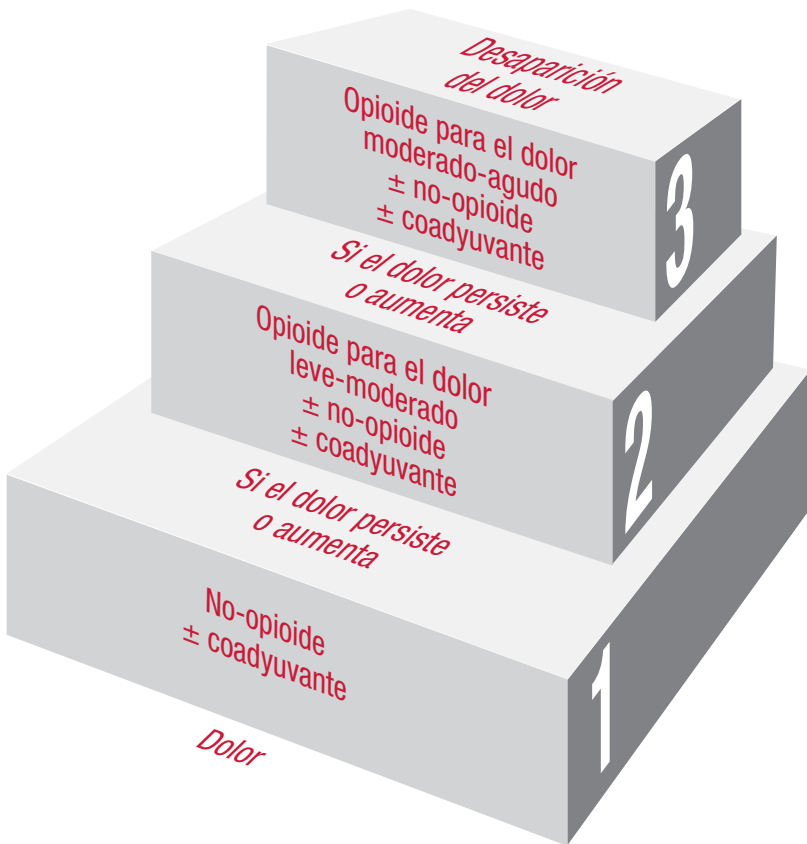 Desaparición
del dolor
Opioide para el dolor
moderado-agudo
± no-opioide
± coadyuvante
3
Si el dolor persiste
o aumenta
Opioide para el dolor
leve-moderado
± no-opioide
± coadyuvante
2
Si el dolor persiste
o aumenta
No-opioide
± coadyuvante
1
Dolor